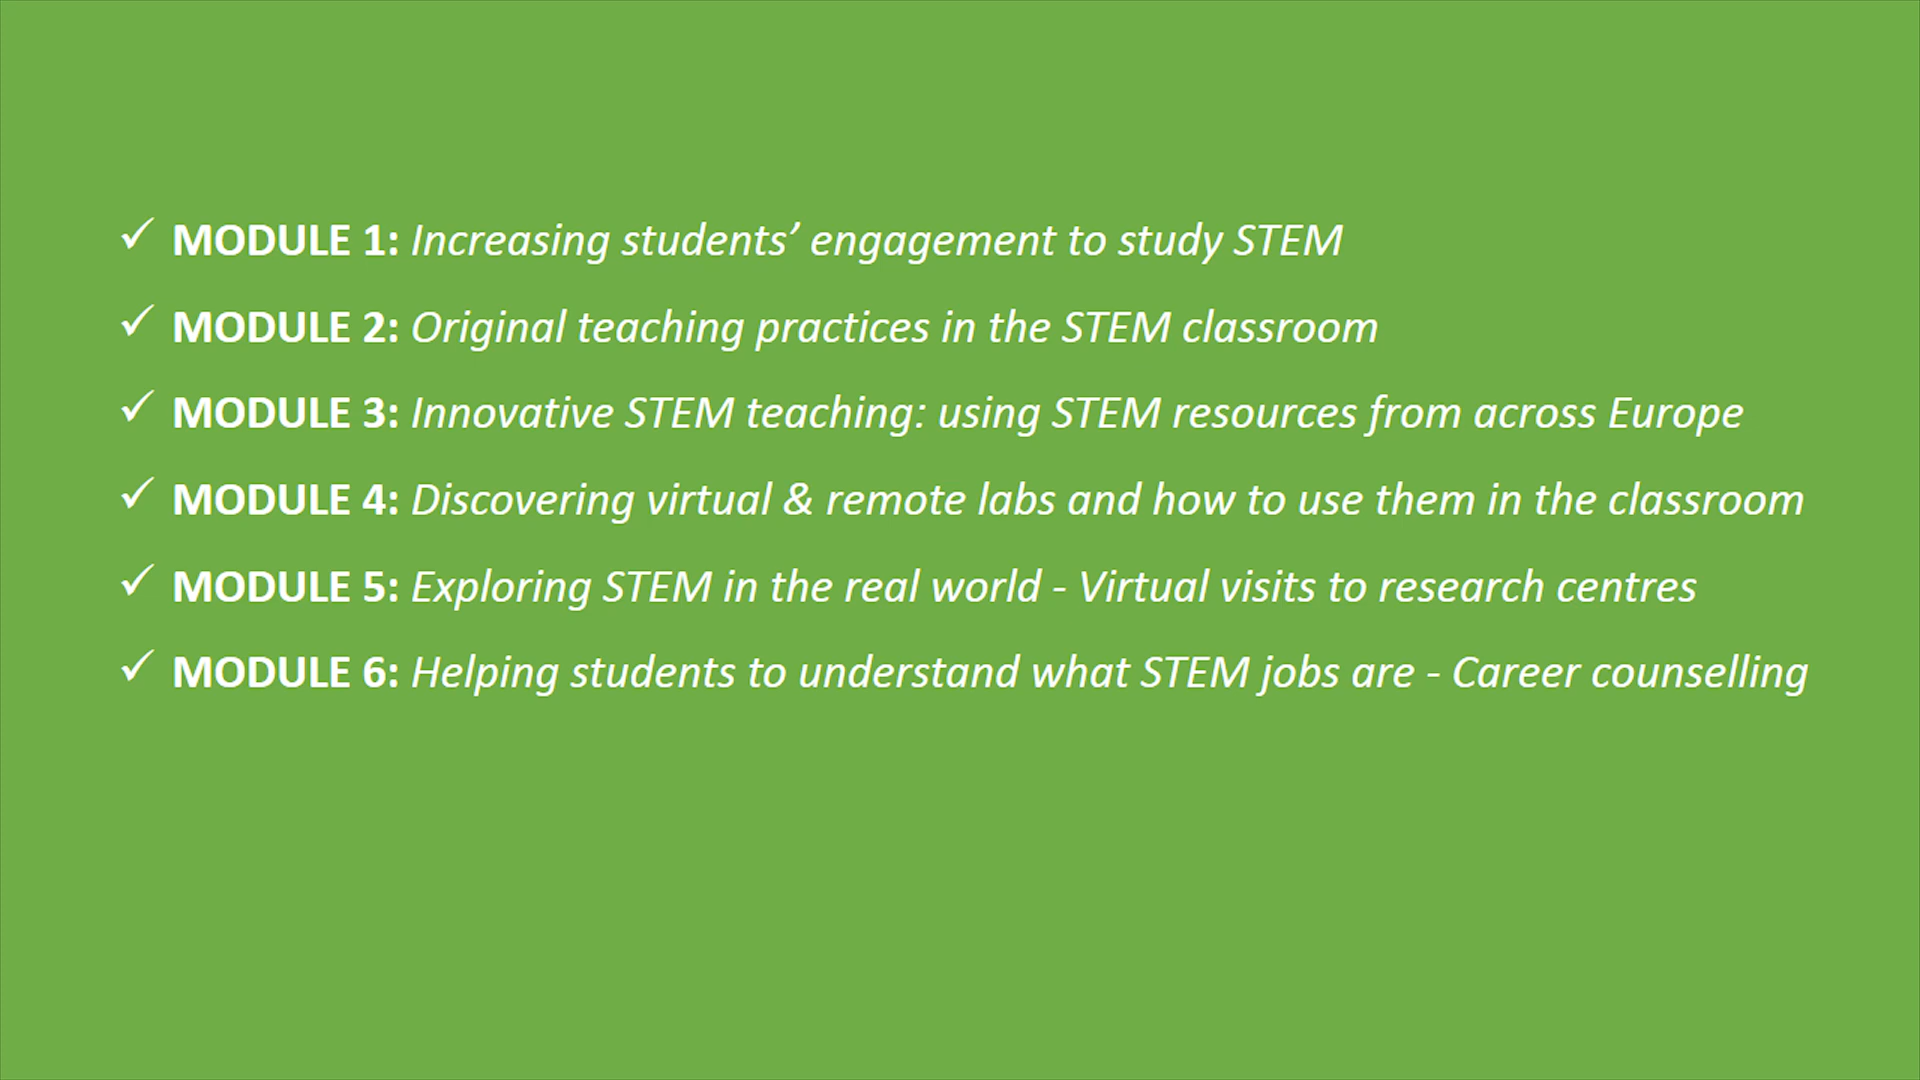 ✓ MODULE 1: Increasing students’ engagement to study STEM
✓ MODULE 2: Original teaching practices in the STEM classroom
✓ MODULE 3: Innovative STEM teaching: using STEM resources from across Europe
✓ MODULE 4: Discovering virtual & remote labs and how to use them in the classroom
✓ MODULE 5: Exploring STEM in the real world - Virtual visits to research centres
✓ MODULE 6: Helping students to understand what STEM jobs are - Career counselling